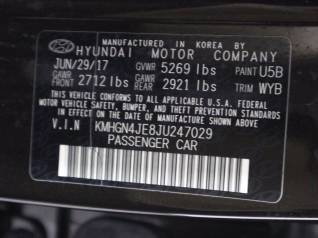 MANUFACTURED IN KOREA BY
HYUNDAI MOTOR COMPANY
JUN/29/17 GVWR 5269 lbs PAINT U5B
GAWR FRONT 2712 lbs GAWR REAR 2921 lbs TRIM WYB
THIS VEHICLE CONFORMS TO ALL APPLICABLE U.S.A. FEDERAL
MOTOR VEHICLE SAFETY, BUMPER, AND THEFT PREVENTION
STANDARDS IN EFFECT ON THE DATE OF MANUFACTURE SHOWN ABOVE.
V.I.N KMHGN4JE8JU247029
PASSENGER CAR